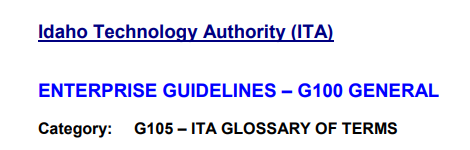 Idaho Technology Authority (ITA)
ENTERPRISE GUIDELINES – G100 GENERAL
Category: G105 – ITA GLOSSARY OF TERMS